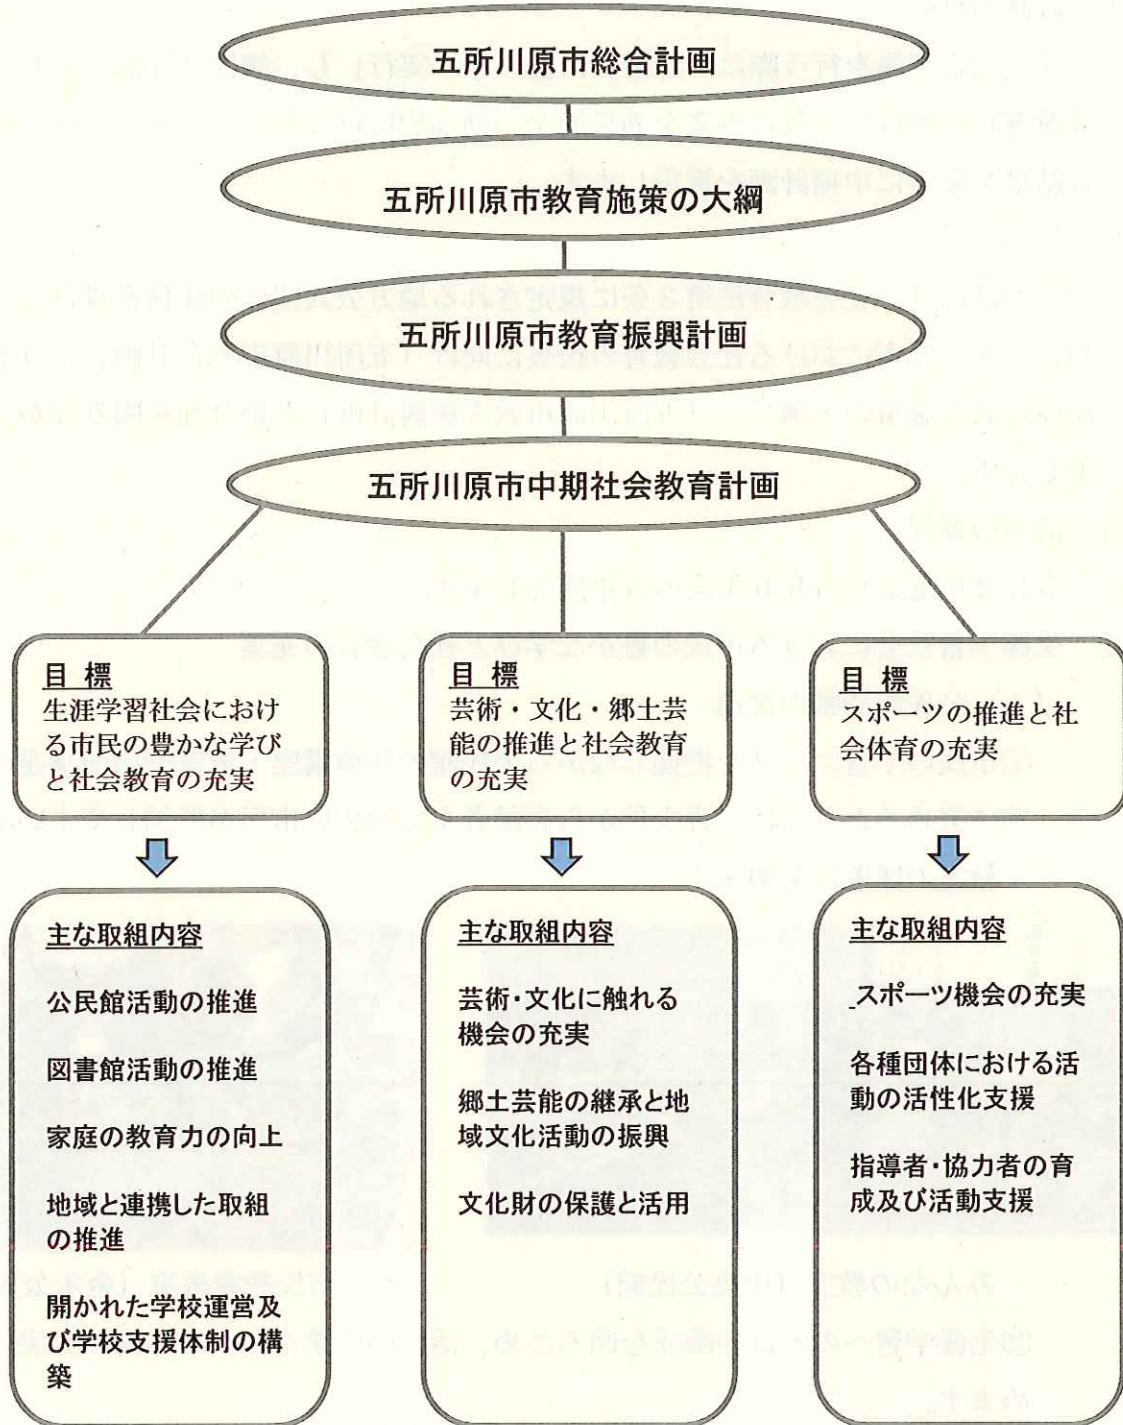 五所川原市総合計画
五所川原市教育施策の大綱
五所川原市教育振興計画
五所川原市中期社会教育計画
目 標
生涯学習社会におけ
る市民の豊かな学び
と社会教育の充実
主な取組内容
公民館活動の推進
図書館活動の推進
家庭の教育力の向上
地域と連携した取組
の推進
開かれた学校運営及
び学校支援体制の構
築
目 標
芸術・文化・郷土芸
能の推進と社会教育
の充実
主な取組内容
芸術・文化に触れる
機会の充実
郷土芸能の継承と地
域文化活動の振興
文化財の保護と活用
目 標
スポーツの推進と社
会体育の充実
主な取組内容
スポーツ機会の充実
各種団体における活
動の活性化支援
指導者・協力者の育
成及び活動支援